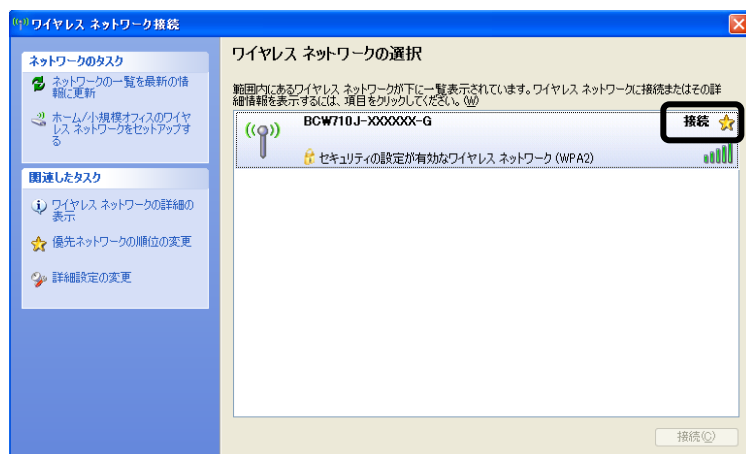 ワイヤレス ネットワーク接続
ネットワークのタスク
ネットワークの一覧を最新の情
報に更新
ホーム/小規模オフィスのワイヤ
レス ネットワークをセットアップす
る
関連したタスク
ワイヤレス ネットワークの詳細の
表示
優先ネットワークの順位の変更
詳細設定の変更
ワイヤレス ネットワークの選択
範囲内にあるワイヤレス ネットワークが下に一覧表示されています。ワイヤレス ネットワークに接続またはその詳
細情報を表示するには、項目をクリックしてください。(W)
BCW710J-XXXXXX-G
接続
セキュリティの設定が有効なワイヤレス ネットワーク (WPA2)
接続(C)